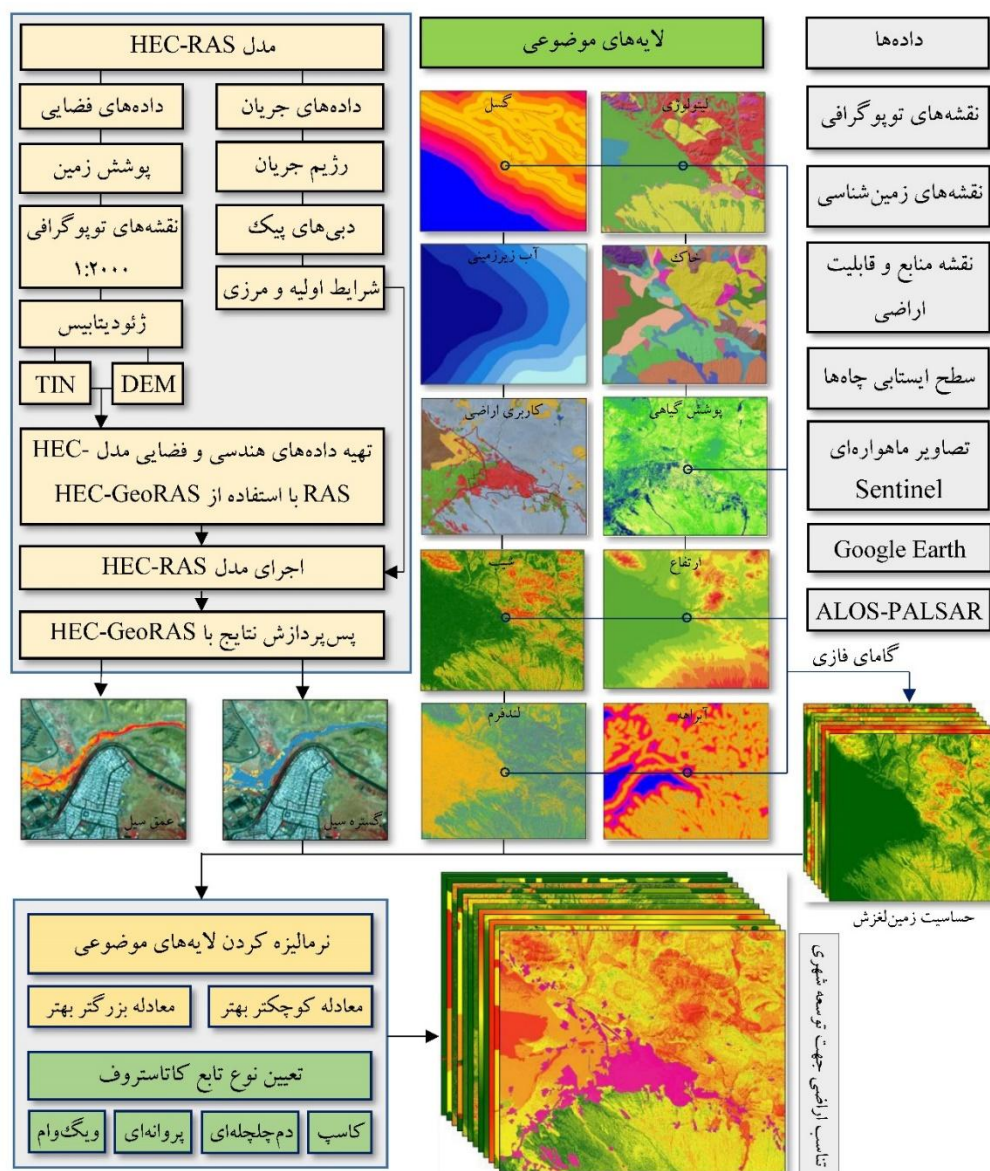 داده‌ها
نقشه‌های توپوگرافی
نقشه‌های زمین‌شناسی
نقشه منابع و قابلیت
اراضی
سطح ایستابی چاه‌ها
تصاویر ماهواره‌ای
Sentinel
Google Earth
ALOS-PALSAR
لایه‌های موضوعی
لیتولوژی
گسل
خاک
آب زیرزمینی
پوشش گیاهی
کاربری اراضی
ارتفاع
شیب
آبراهه
لندفرم
گامای فازی
حساسیت زمین‌لغزش
مدل HEC-RAS
داده‌های جریان
داده‌های فضایی
رژیم جریان
پوشش زمین
دبی‌های پیک
نقشه‌های توپوگرافی
۱:۲۰۰۰
شرایط اولیه و مرزی
ژئودیتابیس
DEM
TIN
تهیه داده‌های هندسی و فضایی مدل HEC-
RAS با استفاده از HEC-GeoRAS
اجرای مدل HEC-RAS
پس‌پردازش نتایج با HEC-GeoRAS
گستره سیل
عمق سیل
نرمالیزه کردن لایه‌های موضوعی
معادله کوچکتر بهتر
معادله بزرگتر بهتر
تعیین نوع تابع کاتاستروف
کاسپ
دم‌چلچله‌ای
پروانه‌ای
ویگ‌وام
تناسب اراضی جهت توسعه شهری